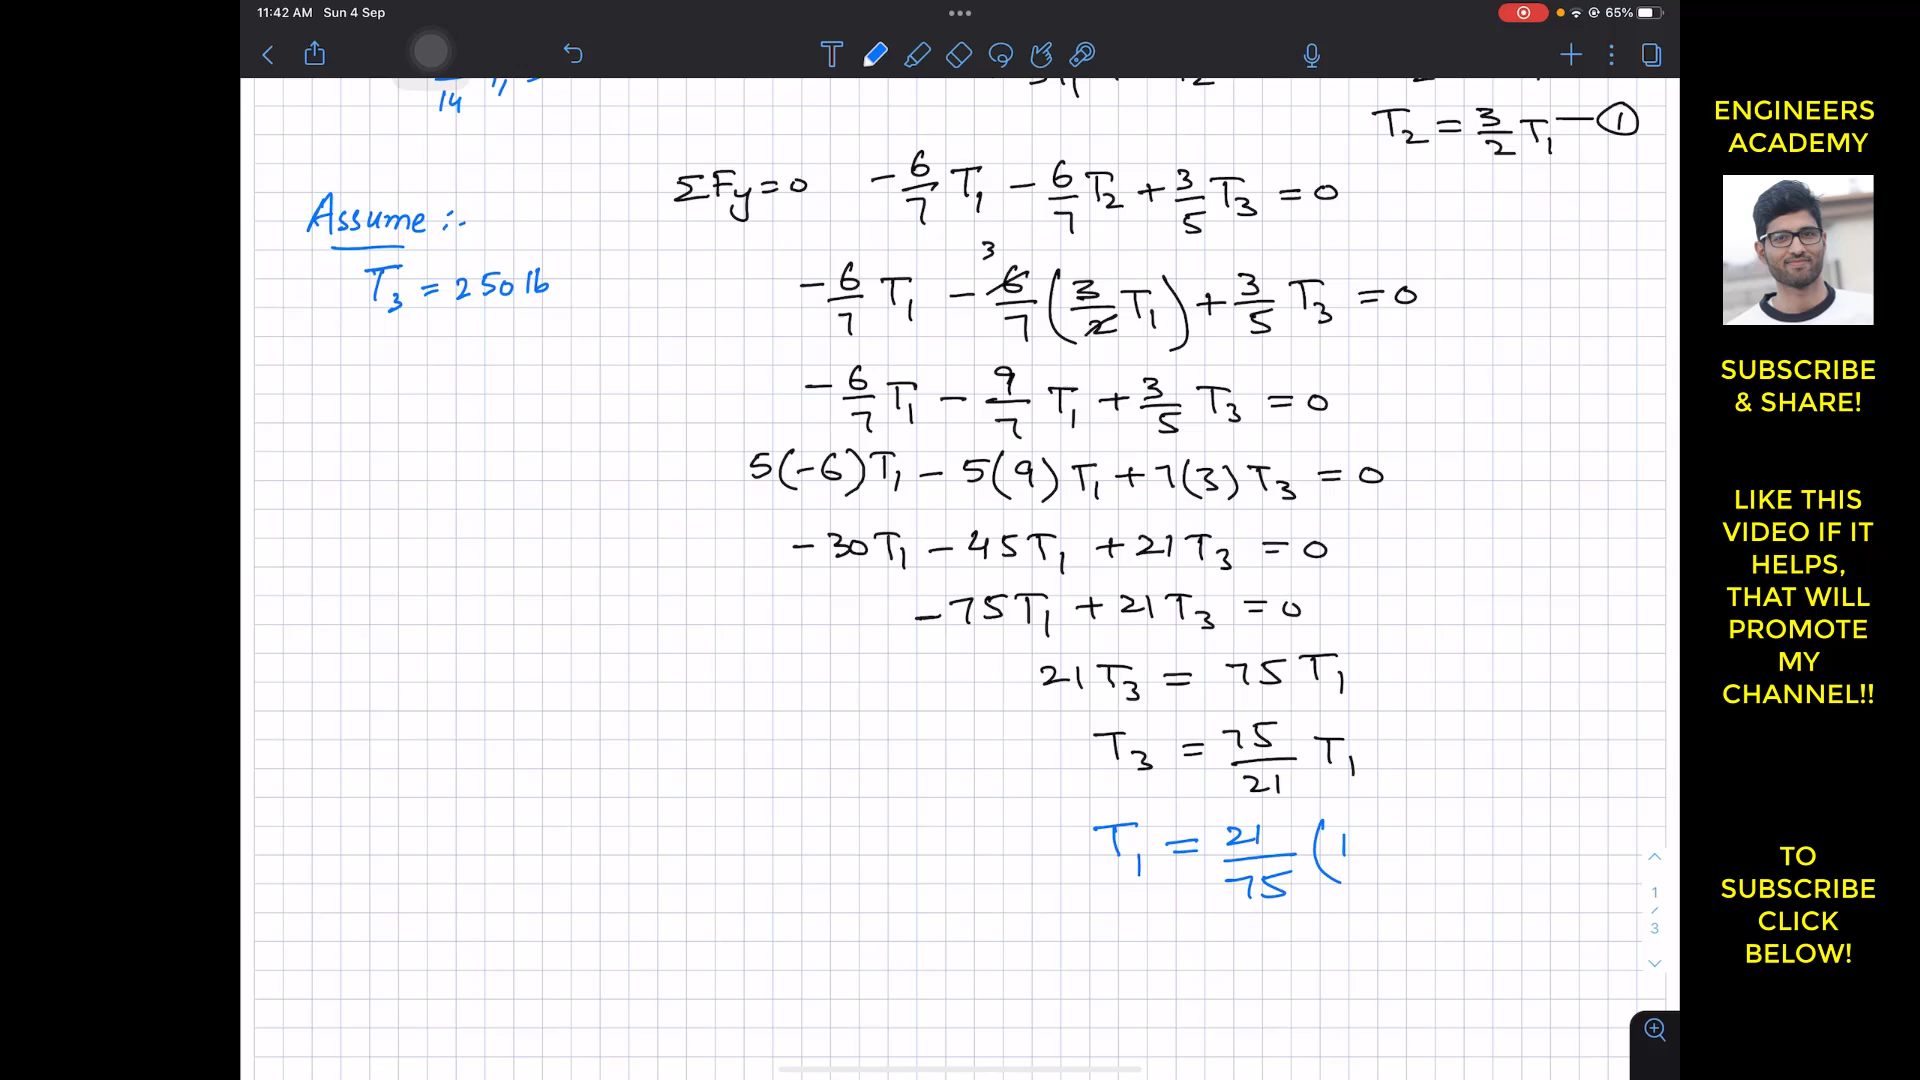 11:42 AM Sun 4 Sep
65%
14
T2 = 3/2 T1 — ①
ΣFy = 0 -6/7 T1 - 6/7 T2 + 3/5 T3 = 0
Assume :-
T3 = 250 lb
3
-6/7 T1 - 6/7 (3/2 T1) + 3/5 T3 = 0
-6/7 T1 - 9/7 T1 + 3/5 T3 = 0
5(-6)T1 - 5(9)T1 + 7(3)T3 = 0
-30T1 - 45T1 + 21T3 = 0
-75T1 + 21T3 = 0
21T3 = 75T1
T3 = 75/21 T1
T1 = 21/75 (1
1
/
3
ENGINEERS
ACADEMY
SUBSCRIBE
& SHARE!
LIKE THIS
VIDEO IF IT
HELPS,
THAT WILL
PROMOTE
MY
CHANNEL!!
TO
SUBSCRIBE
CLICK
BELOW!